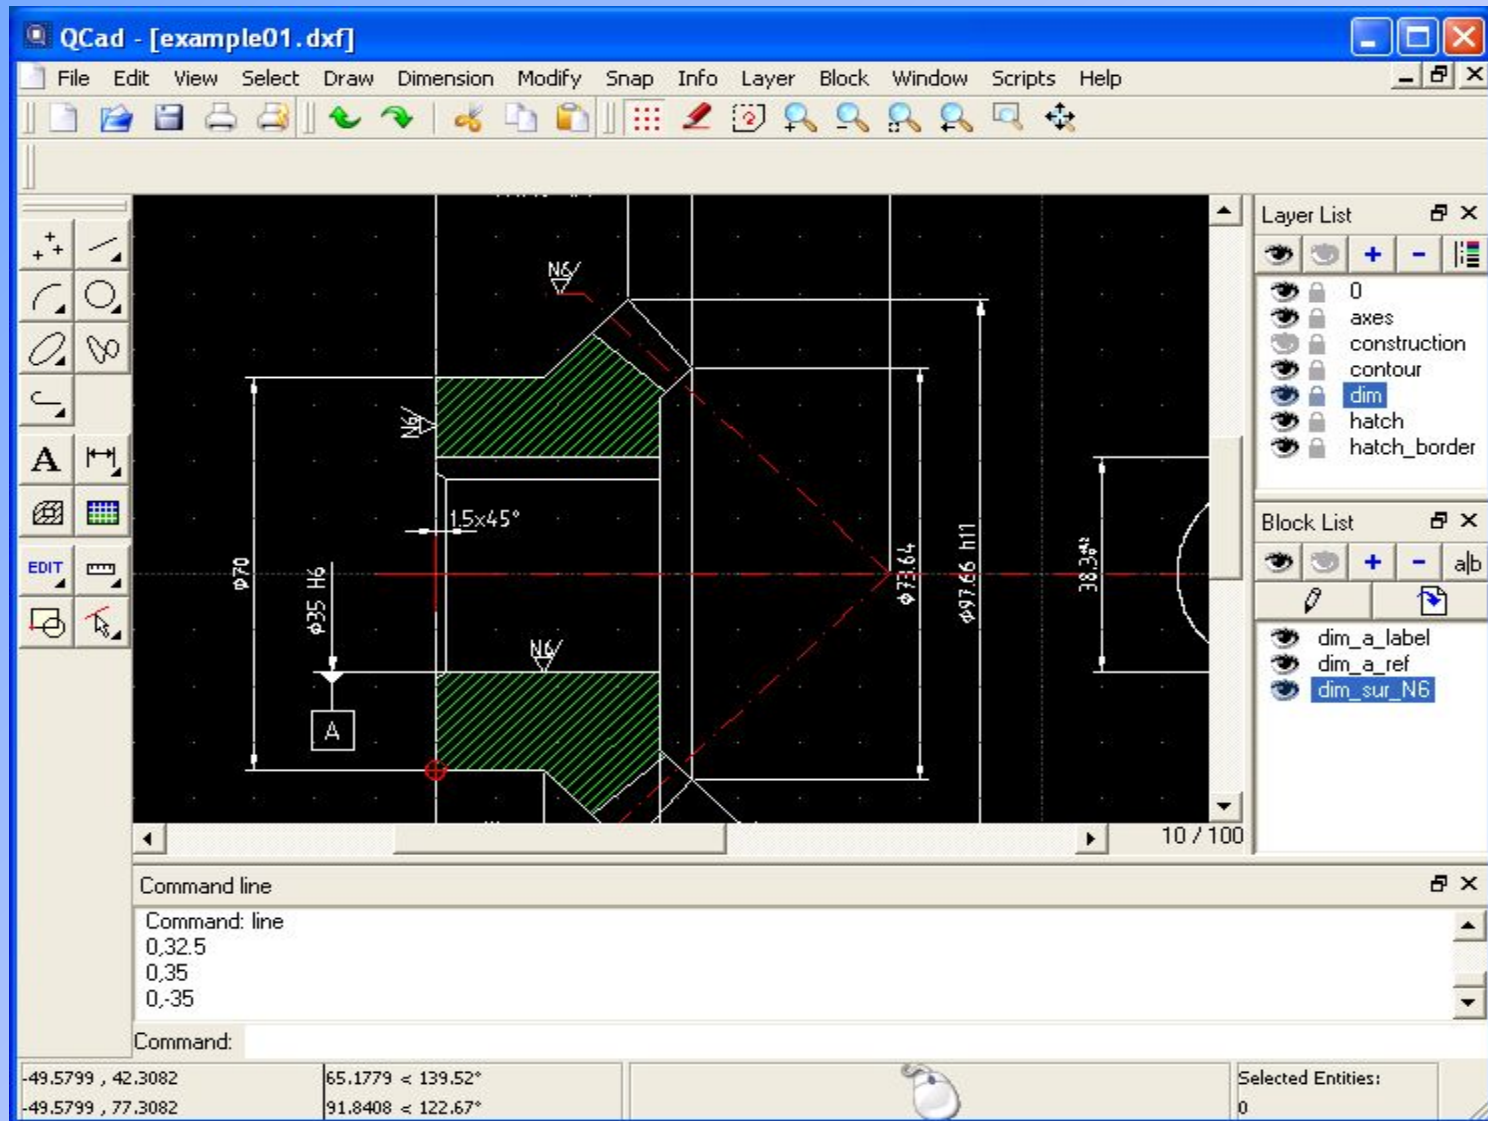 QCad - [example01.dxf]
File Edit View Select Draw Dimension Modify Snap Info Layer Block Window Scripts Help
Layer List
0
axes
construction
contour
dim
hatch
hatch_border
Block List
a|b
dim_a_label
dim_a_ref
dim_sur_N6
A
EDIT
N6
N6
1.5x45°
ϕ70
ϕ35 H6
N6
A
ϕ73.64
ϕ97.66 h11
38.3
10 / 100
Command line
Command: line
0,32.5
0,35
0,-35
Command:
-49.5799 , 42.3082
-49.5799 , 77.3082
65.1779 < 139.52°
91.8408 < 122.67°
Selected Entities:
0